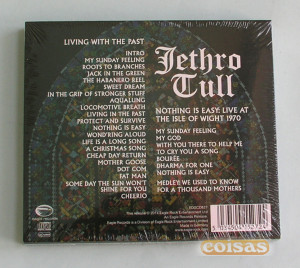 LIVING WITH THE PAST
INTRO
MY SUNDAY FEELING
ROOTS TO BRANCHES
JACK IN THE GREEN
THE HABANERO REEL
SWEET DREAM
IN THE GRIP OF STRONGER STUFF
AQUALUNG
LOCOMOTIVE BREATH
LIVING IN THE PAST
PROTECT AND SURVIVE
NOTHING IS EASY
WOND'RING ALOUD
LIFE IS A LONG SONG
A CHRISTMAS SONG
CHEAP DAY RETURN
MOTHER GOOSE
DOT COM
FAT MAN
SOME DAY THE SUN WON'T
SHINE FOR YOU
CHEERIO
Jethro
Tull
NOTHING IS EASY: LIVE AT
THE ISLE OF WIGHT 1970
MY SUNDAY FEELING
MY GOD
WITH YOU THERE TO HELP ME
TO CRY YOU A SONG
BOURÉE
DHARMA FOR ONE
NOTHING IS EASY
MEDLEY: WE USED TO KNOW
/ FOR A THOUSAND MOTHERS
coisas